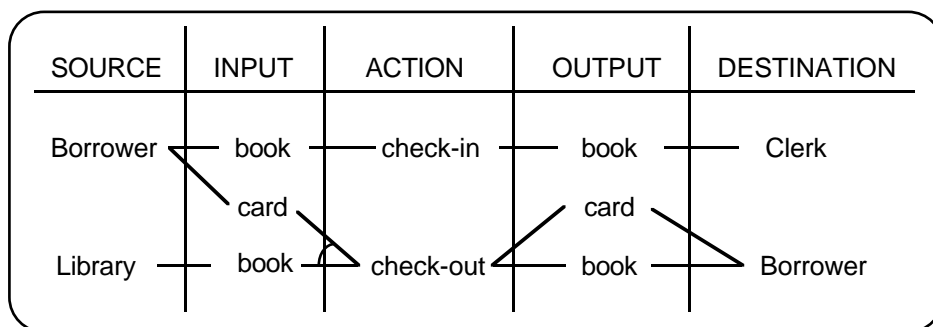 SOURCE INPUT ACTION OUTPUT DESTINATION
Borrower book check-in book Clerk
card card
Library book check-out book Borrower